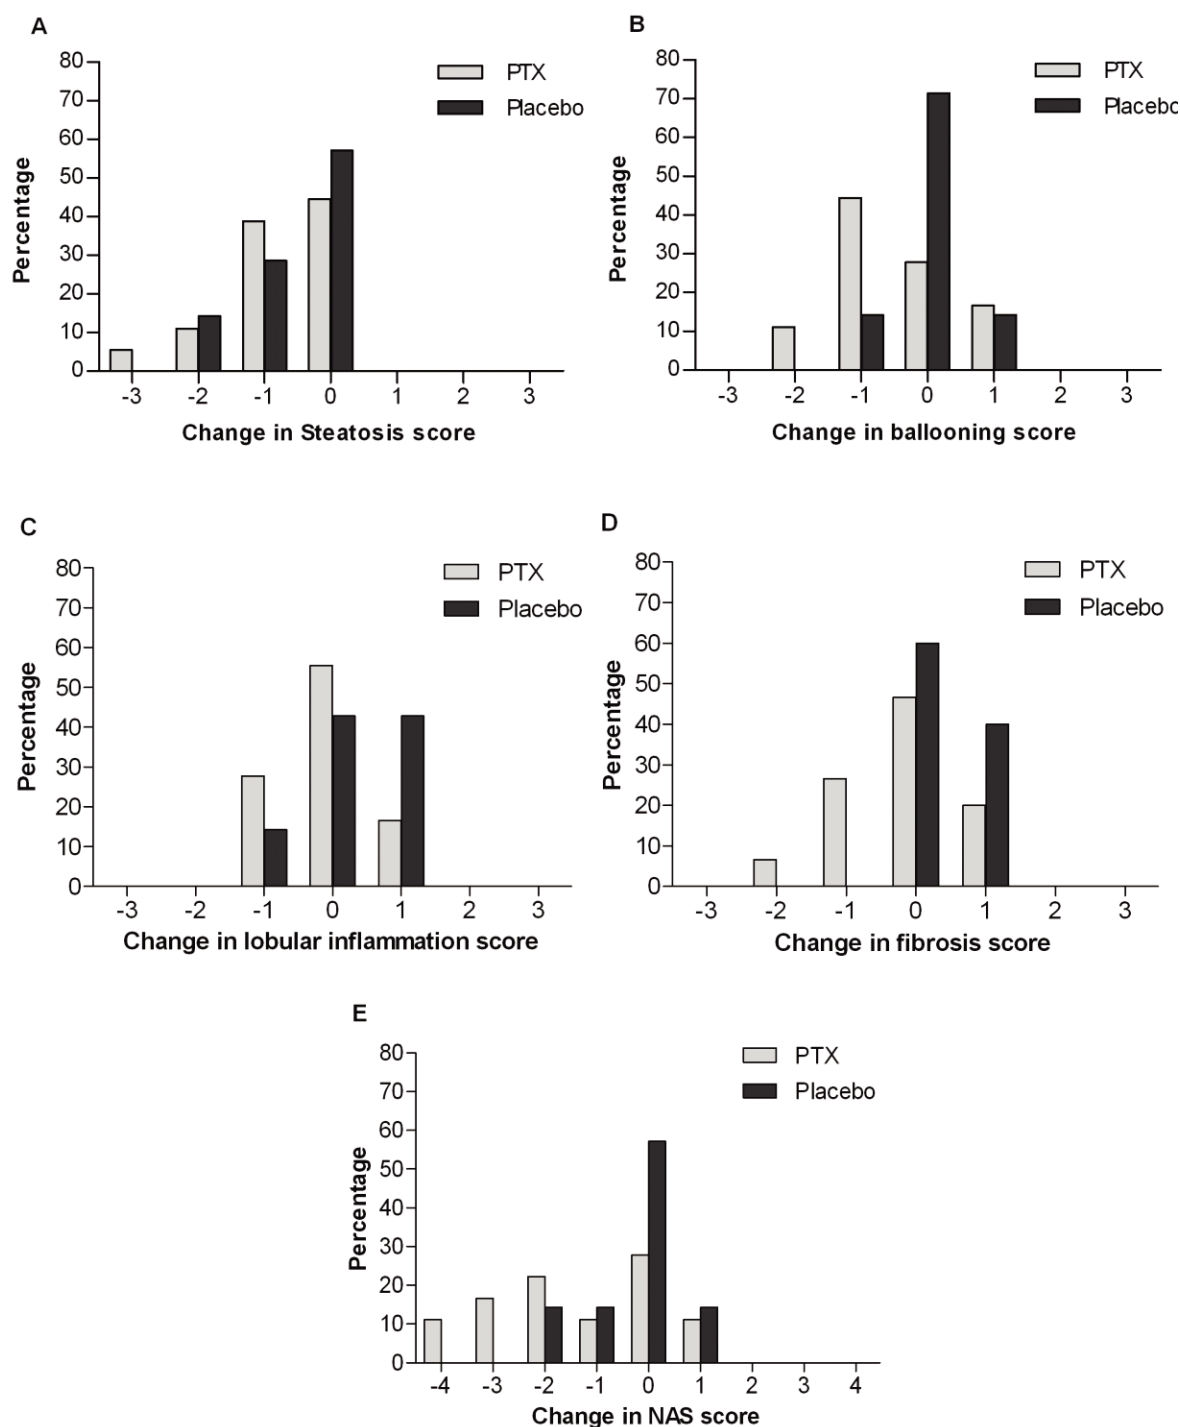 A
80
70
60
50
40
30
20
10
0
Percentage
PTX
Placebo
-3 -2 -1 0 1 2 3
Change in Steatosis score
B
80
70
60
50
40
30
20
10
0
Percentage
PTX
Placebo
-3 -2 -1 0 1 2 3
Change in ballooning score
C
80
70
60
50
40
30
20
10
0
Percentage
PTX
Placebo
-3 -2 -1 0 1 2 3
Change in lobular inflammation score
D
80
70
60
50
40
30
20
10
0
Percentage
PTX
Placebo
-3 -2 -1 0 1 2 3
Change in fibrosis score
E
80
70
60
50
40
30
20
10
0
Percentage
PTX
Placebo
-4 -3 -2 -1 0 1 2 3 4
Change in NAS score